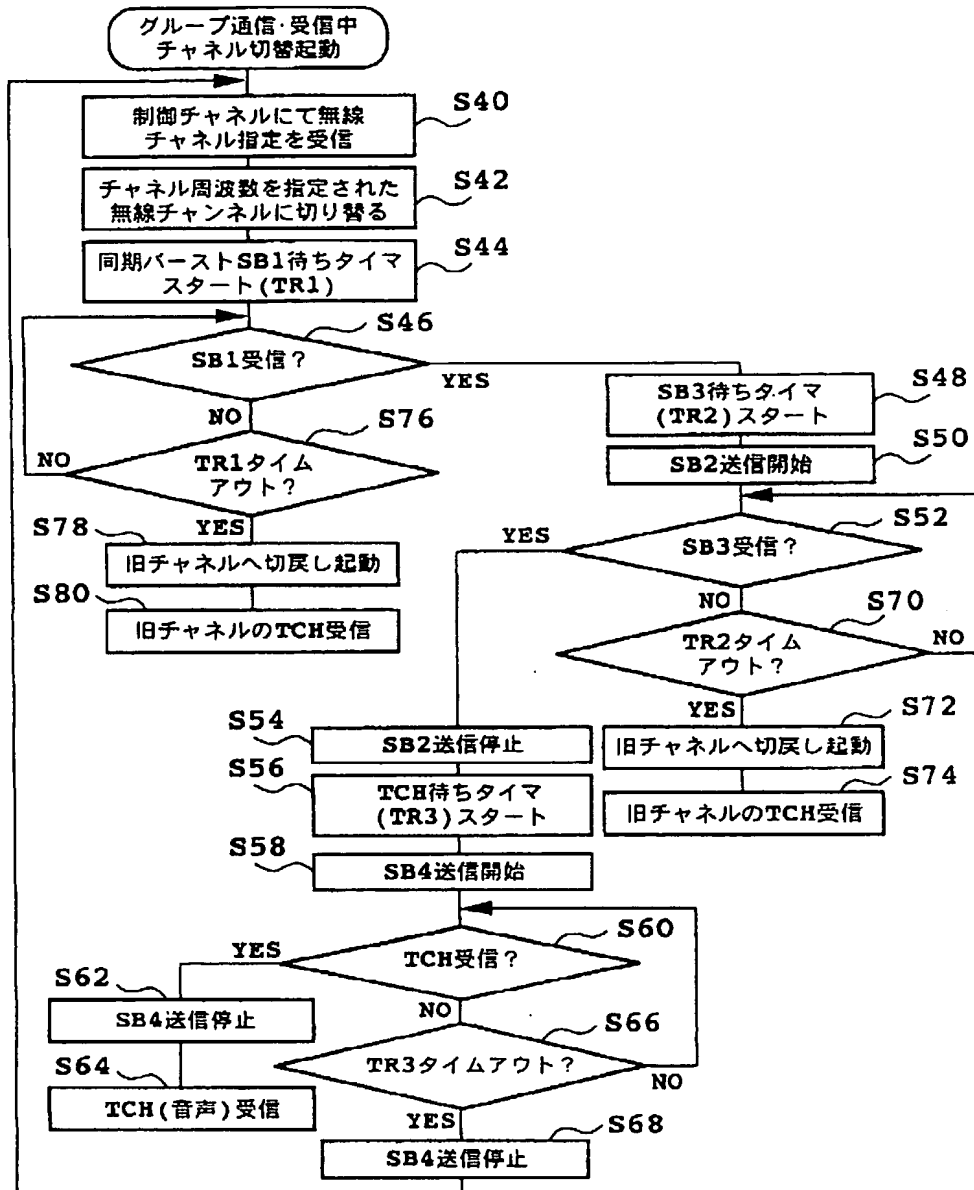 グループ通信・受信中
チャネル切替起動
S40
制御チャネルにて無線
チャネル指定を受信
S42
チャネル周波数を指定された
無線チャンネルに切り替る
S44
同期バーストSB1待ちタイマ
スタート(TR1)
S46
SB1受信？
YES
NO
S76
TR1タイム
アウト？
NO
YES
S78
旧チャネルへ切戻し起動
S80
旧チャネルのTCH受信
S48
SB3待ちタイマ
(TR2)スタート
S50
SB2送信開始
S52
SB3受信？
YES
NO
S70
TR2タイム
アウト？
NO
YES
S72
旧チャネルへ切戻し起動
S74
旧チャネルのTCH受信
S54
SB2送信停止
S56
TCH待ちタイマ
(TR3)スタート
S58
SB4送信開始
S60
TCH受信？
YES
NO
S62
SB4送信停止
S64
TCH(音声)受信
S66
TR3タイムアウト？
NO
YES
S68
SB4送信停止